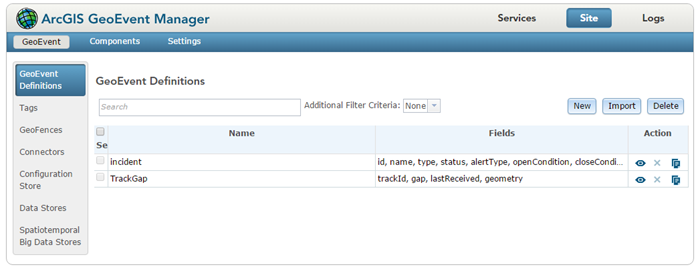 ArcGIS GeoEvent Manager
Services Site Logs
GeoEvent Components Settings
GeoEvent
Definitions
Tags
GeoFences
Connectors
Configuration
Store
Data Stores
Spatiotemporal
Big Data Stores
GeoEvent Definitions
Search Additional Filter Criteria: None New Import Delete
Se Name Fields Action
incident id, name, type, status, alertType, openCondition, closeCondi...
TrackGap trackId, gap, lastReceived, geometry